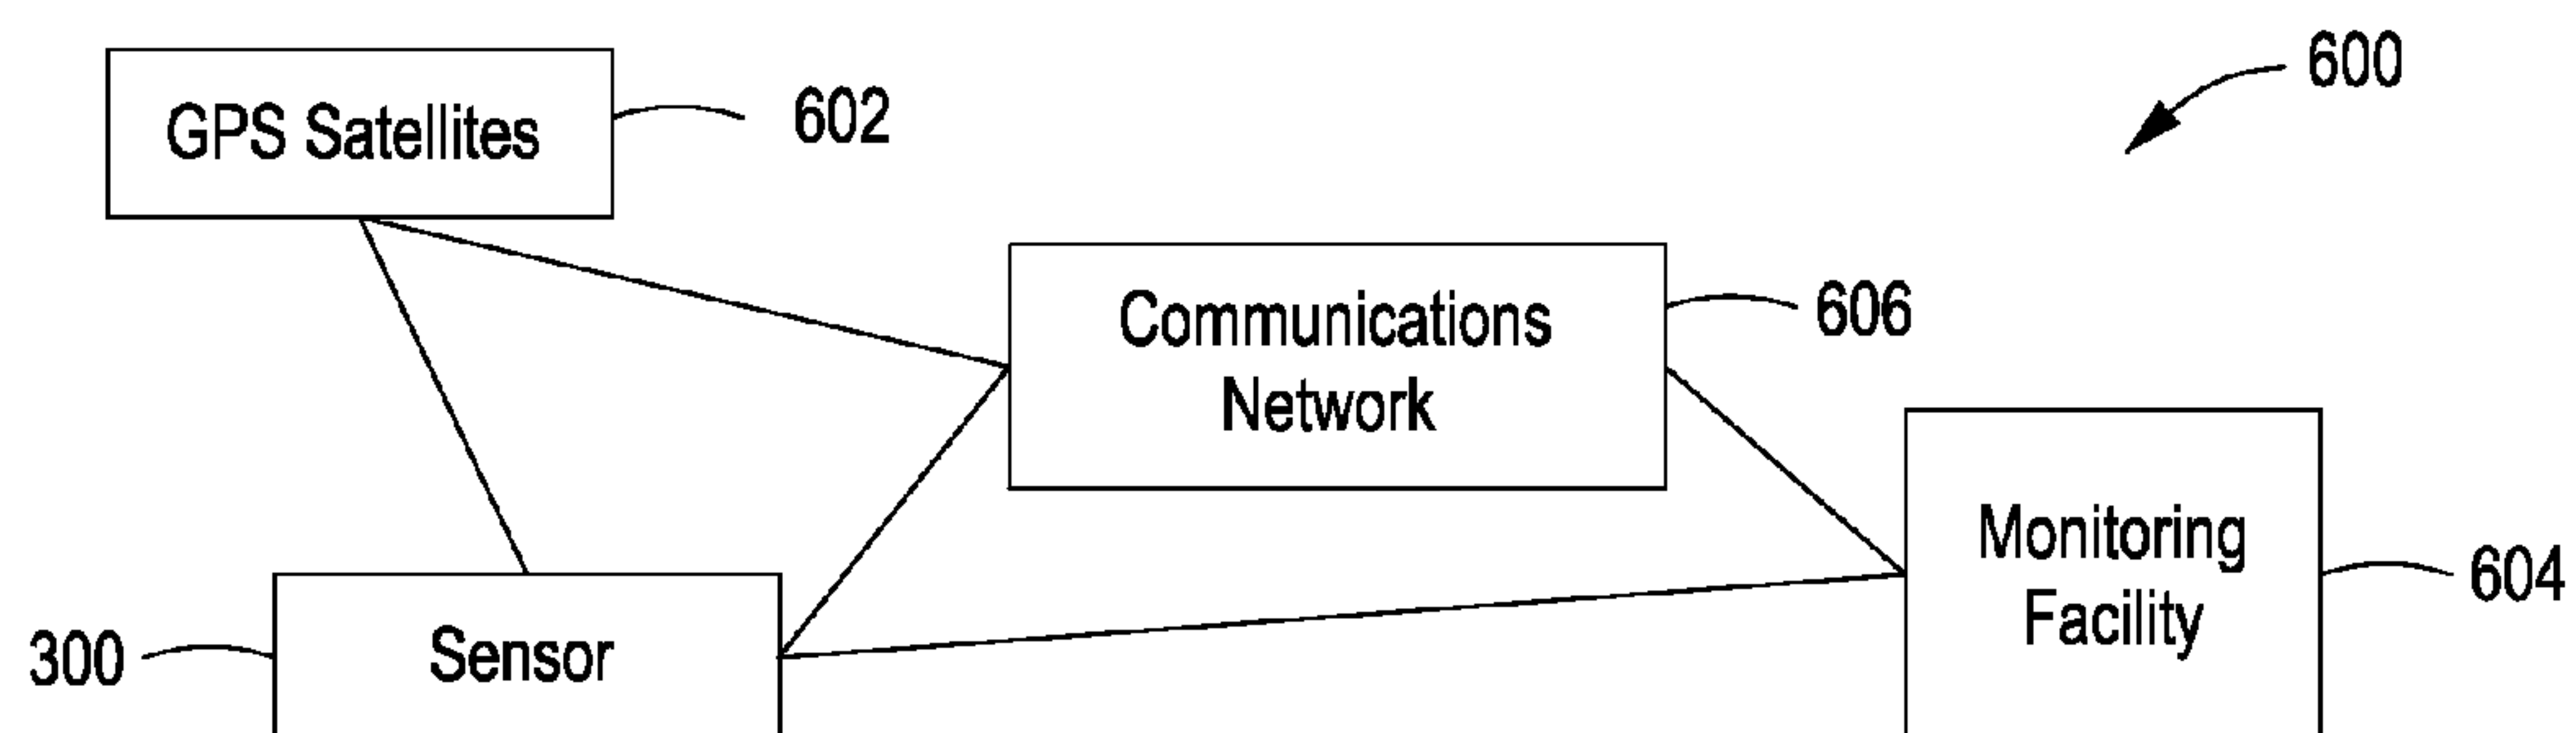 600
GPS Satellites
602
Communications
Network
606
Monitoring
Facility
604
300
Sensor